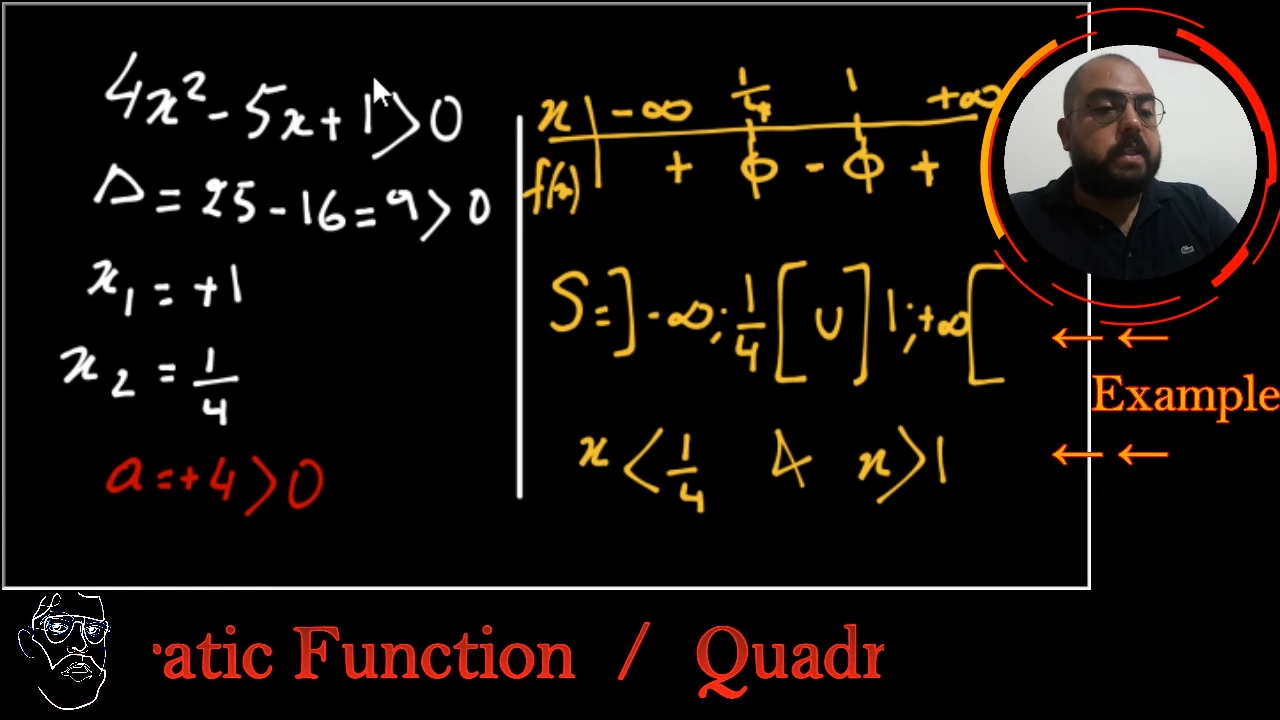 4x² - 5x + 1 > 0
Δ = 25 - 16 = 9 > 0
x₁ = +1
x₂ = 1/4
a = +4 > 0
x | -∞ 1/4 1 +∞
f(x) | + 0 - 0 +
S = ]-∞; 1/4[ ∪ ]1; +∞[
x < 1/4 & x > 1
← ←
Example
← ←
atic Function / Quadr